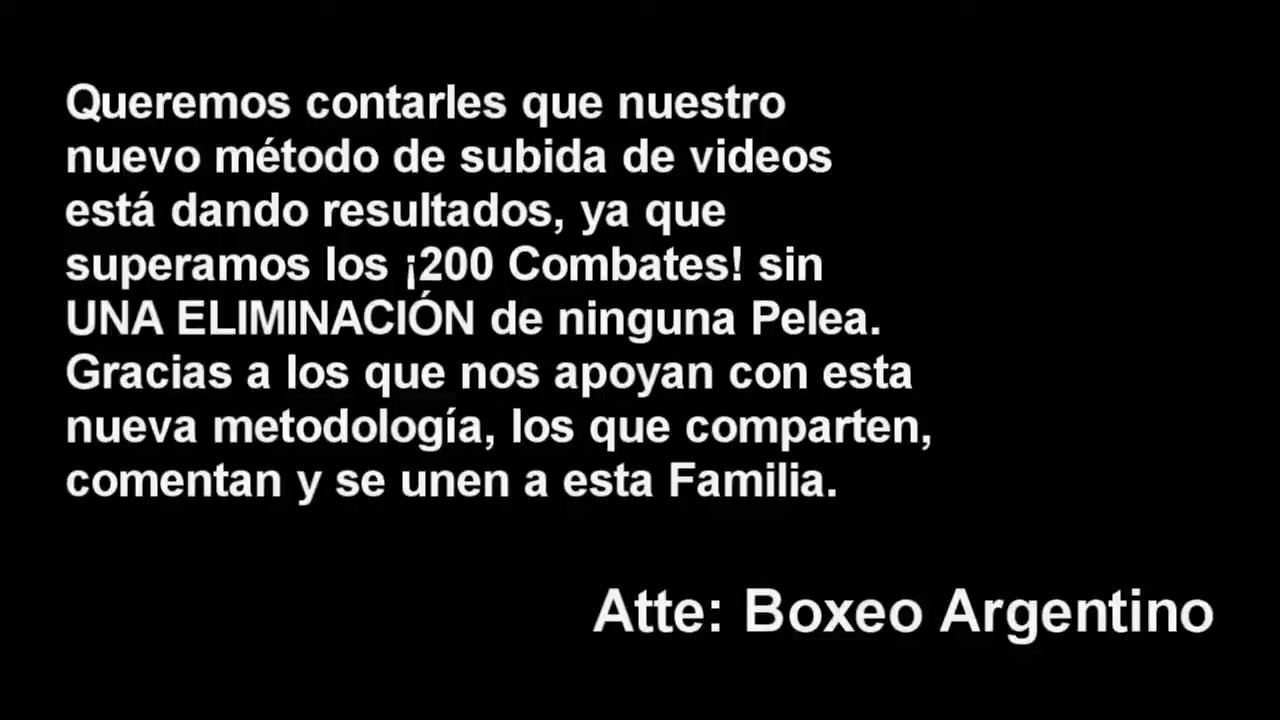 Queremos contarles que nuestro
nuevo método de subida de videos
está dando resultados, ya que
superamos los ¡200 Combates! sin
UNA ELIMINACIÓN de ninguna Pelea.
Gracias a los que nos apoyan con esta
nueva metodología, los que comparten,
comentan y se unen a esta Familia.
Atte: Boxeo Argentino